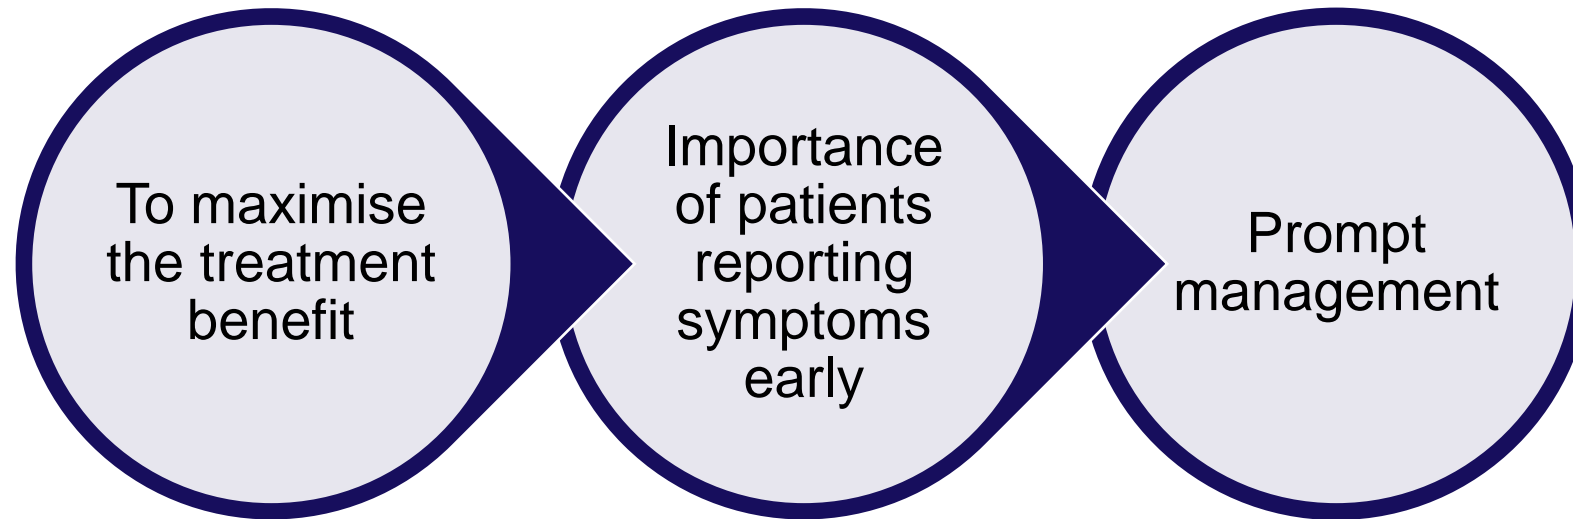 To maximise
the treatment
benefit
Importance
of patients
reporting
symptoms
early
Prompt
management